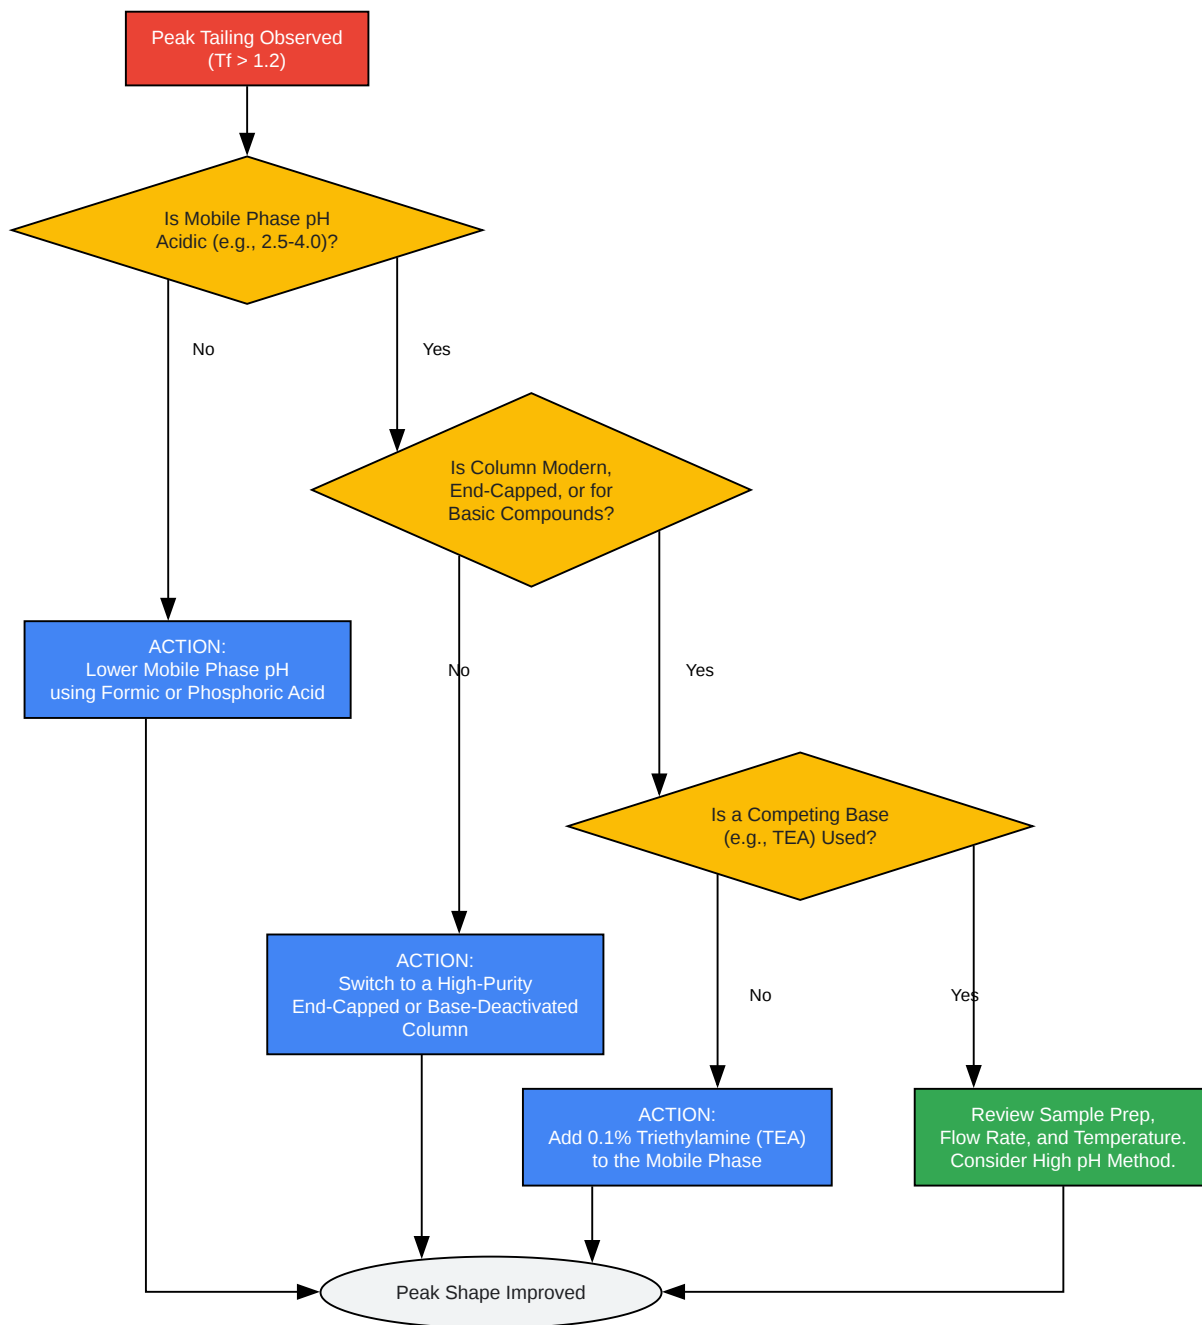 Peak Tailing Observed
(Tf > 1.2)
Is Mobile Phase pH
Acidic (e.g., 2.5-4.0)?
No
Yes
Is Column Modern,
End-Capped, or for
Basic Compounds?
ACTION:
Lower Mobile Phase pH
using Formic or Phosphoric Acid
No
Yes
Is a Competing Base
(e.g., TEA) Used?
ACTION:
Switch to a High-Purity
End-Capped or Base-Deactivated
Column
No
Yes
ACTION:
Add 0.1% Triethylamine (TEA)
to the Mobile Phase
Review Sample Prep,
Flow Rate, and Temperature.
Consider High pH Method.
Peak Shape Improved